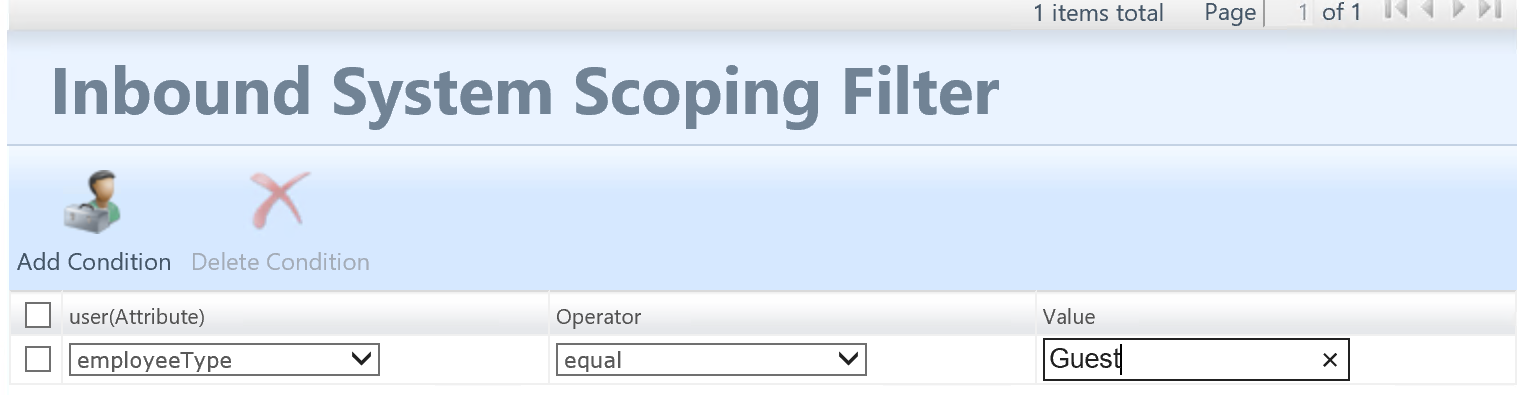 1 items total Page 1 of 1
Inbound System Scoping Filter
Add Condition Delete Condition
user(Attribute) Operator Value
employeeType equal Guest